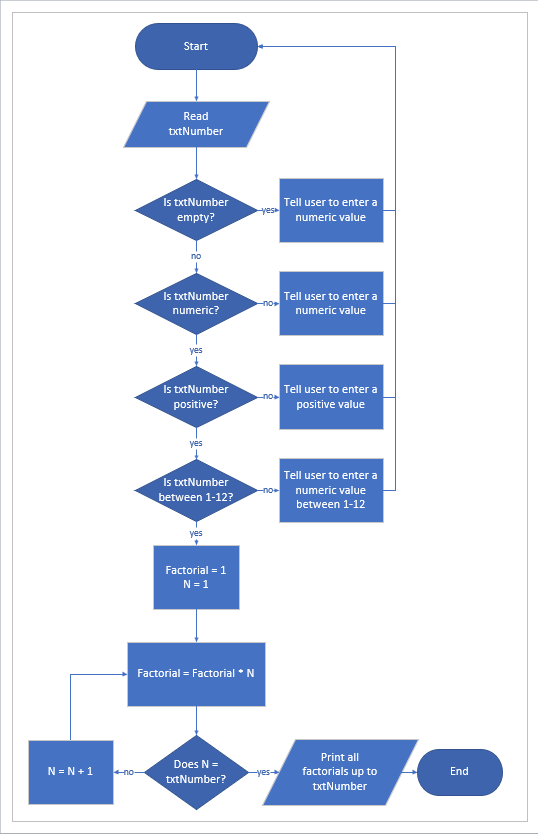 Start
Read
txtNumber
Is txtNumber
empty?
yes
Tell user to enter a
numeric value
no
Is txtNumber
numeric?
no
Tell user to enter a
numeric value
yes
Is txtNumber
positive?
no
Tell user to enter a
positive value
yes
Is txtNumber
between 1-12?
no
Tell user to enter a
numeric value
between 1-12
yes
Factorial = 1
N = 1
Factorial = Factorial * N
N = N + 1
no
Does N =
txtNumber?
yes
Print all
factorials up to
txtNumber
End